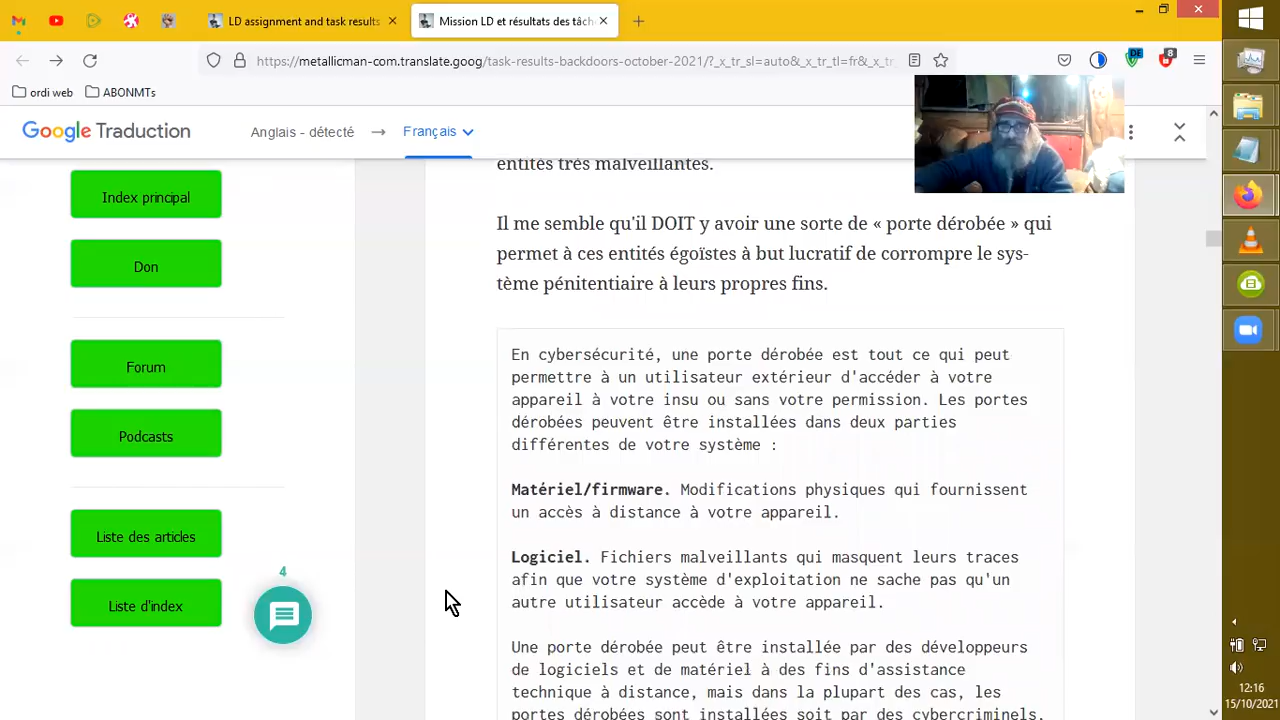 LD assignment and task results
Mission LD et résultats des tâch
https://metallicman-com.translate.goog/task-results-backdoors-october-2021/?_x_tr_sl=auto&_x_tr_tl=fr&_x_tr_
DE
8
ordi web
ABONMTs
Google Traduction
Anglais - détecté
Français
Index principal
Don
Forum
Podcasts
Liste des articles
Liste d'index
4
entités très malveillantes.
Il me semble qu'il DOIT y avoir une sorte de « porte dérobée » qui
permet à ces entités égoïstes à but lucratif de corrompre le sys-
tème pénitentiaire à leurs propres fins.
En cybersécurité, une porte dérobée est tout ce qui peut
permettre à un utilisateur extérieur d'accéder à votre
appareil à votre insu ou sans votre permission. Les portes
dérobées peuvent être installées dans deux parties
différentes de votre système :
Matériel/firmware. Modifications physiques qui fournissent
un accès à distance à votre appareil.
Logiciel. Fichiers malveillants qui masquent leurs traces
afin que votre système d'exploitation ne sache pas qu'un
autre utilisateur accède à votre appareil.
Une porte dérobée peut être installée par des développeurs
de logiciels et de matériel à des fins d'assistance
technique à distance, mais dans la plupart des cas, les
portes dérobées sont installées soit par des cybercriminels,
12:16
15/10/2021